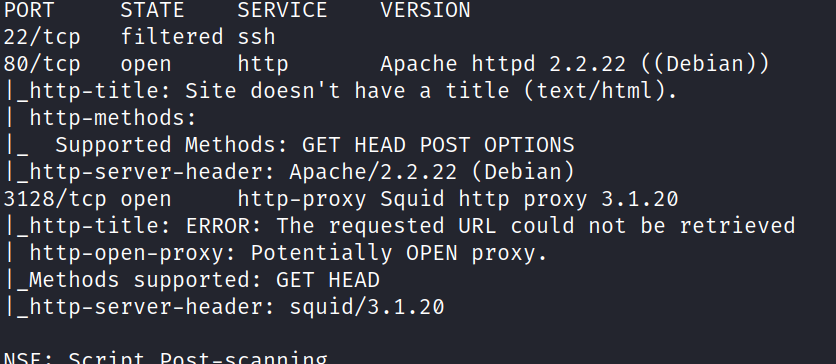 PORT     STATE    SERVICE    VERSION
22/tcp   filtered ssh
80/tcp   open     http       Apache httpd 2.2.22 ((Debian))
|_http-title: Site doesn't have a title (text/html).
| http-methods:
|_  Supported Methods: GET HEAD POST OPTIONS
|_http-server-header: Apache/2.2.22 (Debian)
3128/tcp open     http-proxy Squid http proxy 3.1.20
|_http-title: ERROR: The requested URL could not be retrieved
| http-open-proxy: Potentially OPEN proxy.
|_Methods supported: GET HEAD
|_http-server-header: squid/3.1.20
NSE: Script Post-scanning